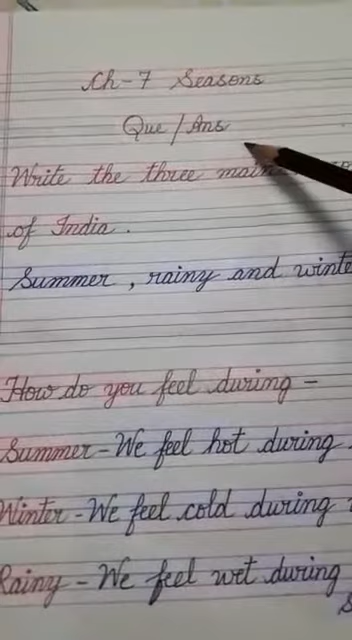 Ch-7 Seasons
Que/Ans
Write the three main
of India.
Summer, rainy and winte
How do you feel during -
Summer - We feel hot during
Winter - We feel cold during
Rainy - We feel wet during